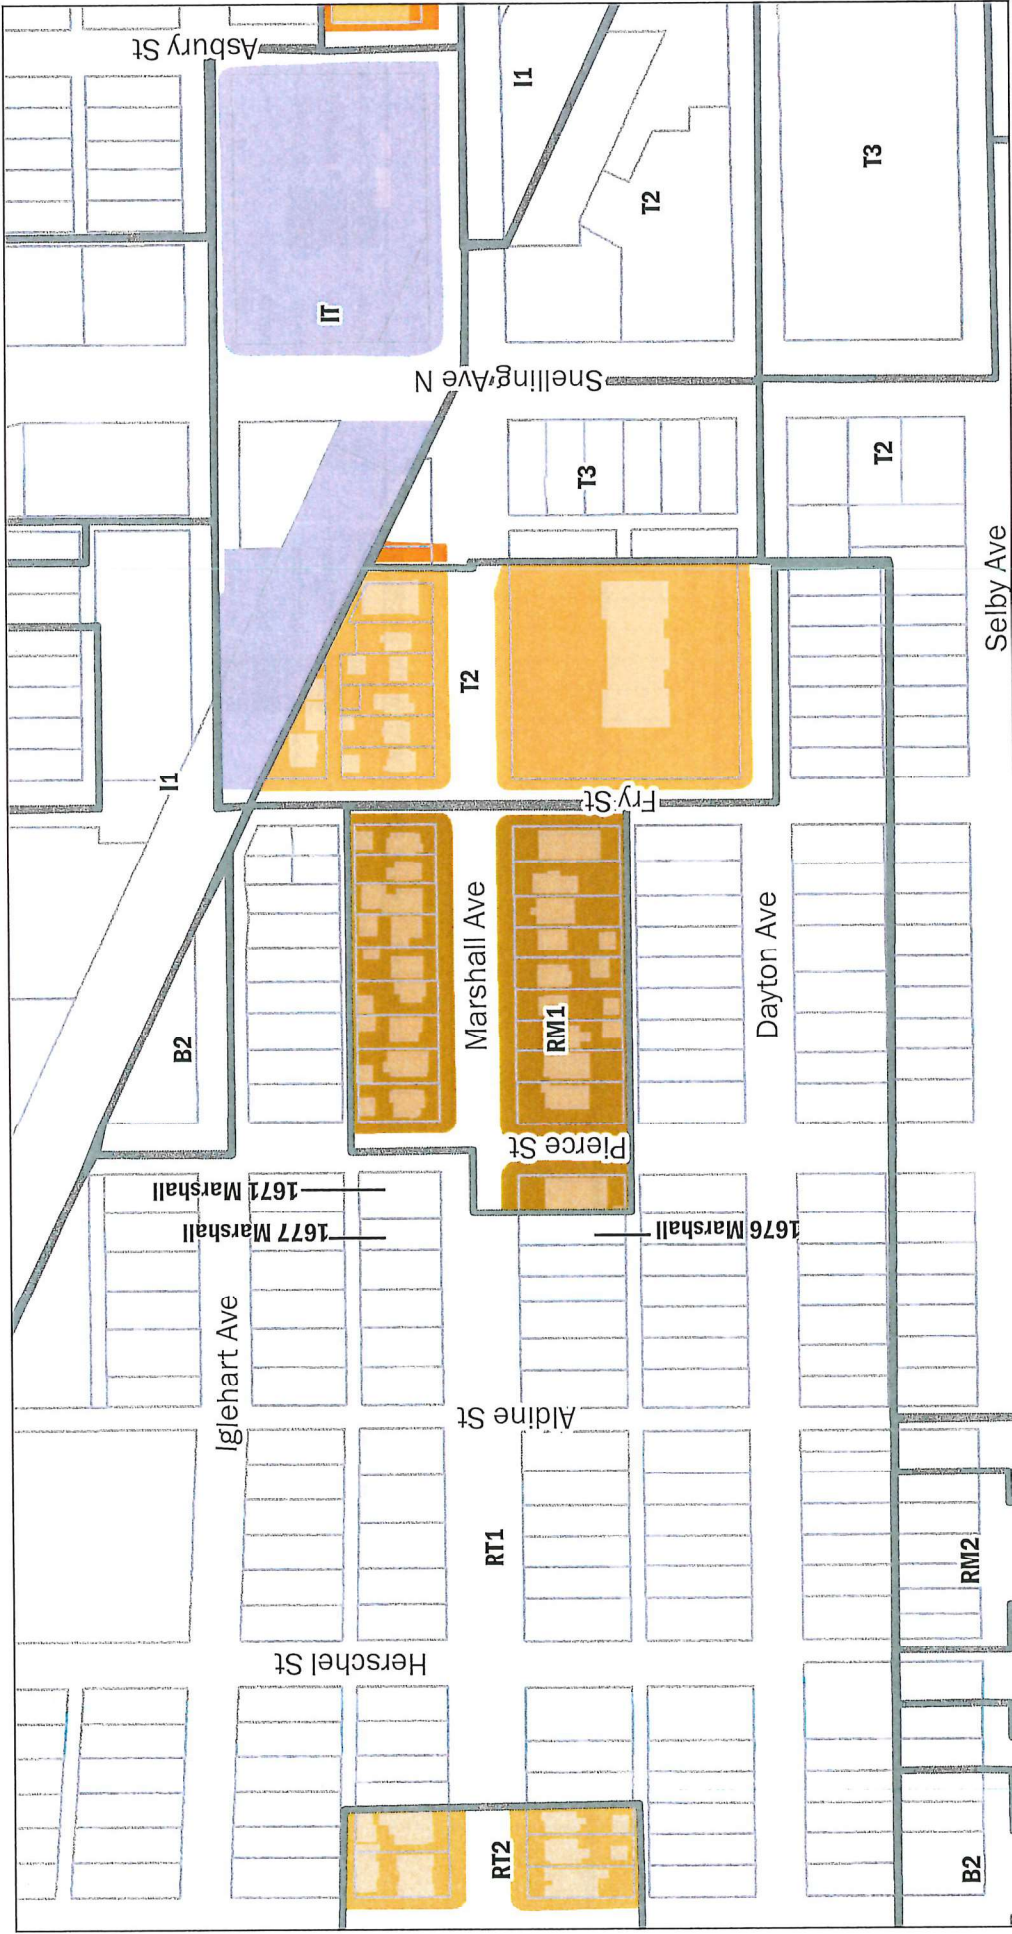 Asbury St
I1
T2
T3
IT
Snelling Ave N
T3
T2
Selby Ave
T2
I1
Fry St
Marshall Ave
Dayton Ave
B2
RM1
Pierce St
1671 Marshall
1677 Marshall
1676 Marshall
Iglehart Ave
Aldine St
RT1
RM2
Herschel St
RT2
B2